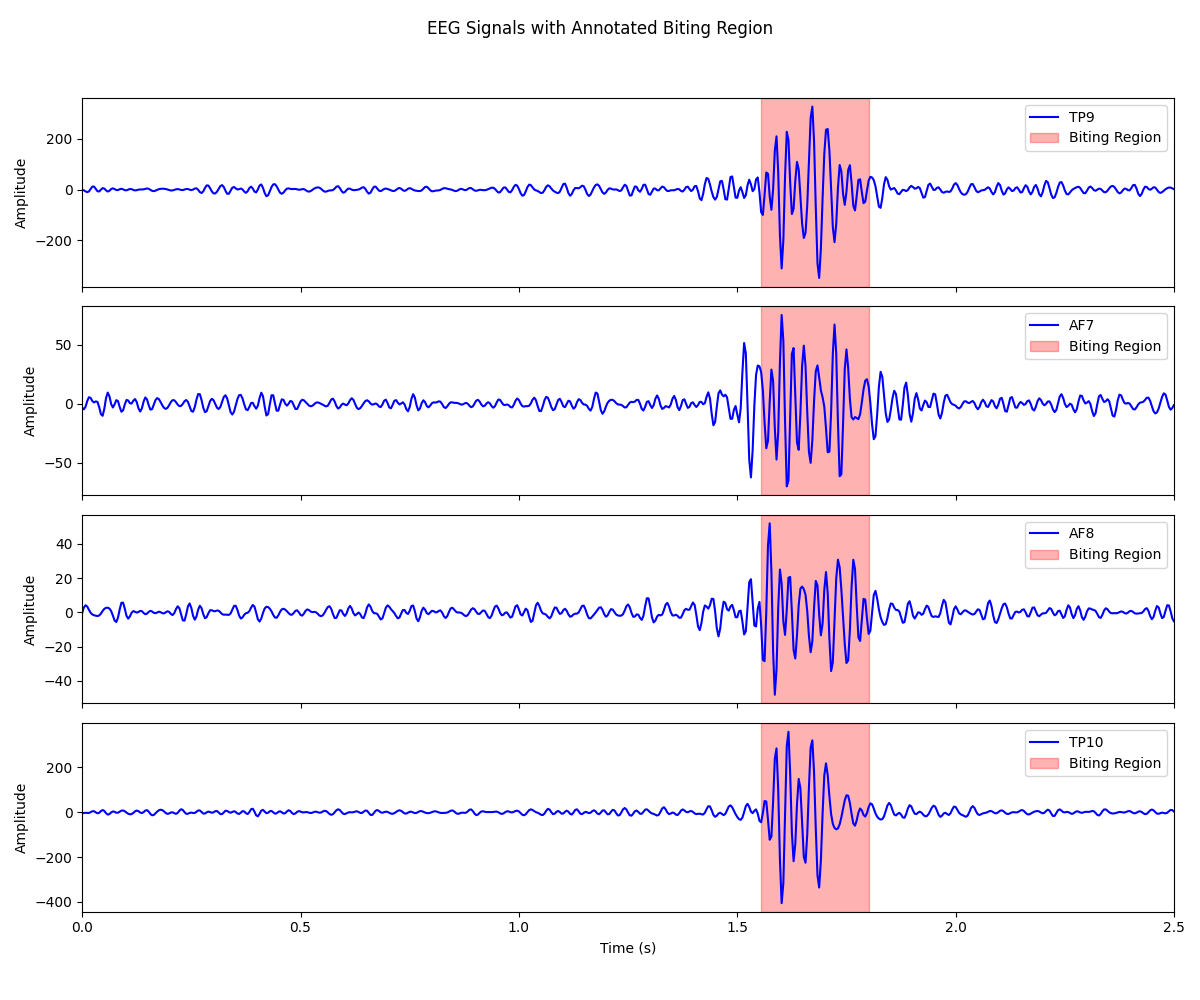 EEG Signals with Annotated Biting Region
Amplitude
200
0
−200
TP9
Biting Region
Amplitude
50
0
−50
AF7
Biting Region
Amplitude
40
20
0
−20
−40
AF8
Biting Region
Amplitude
200
0
−200
−400
TP10
Biting Region
0.0 0.5 1.0 1.5 2.0 2.5
Time (s)